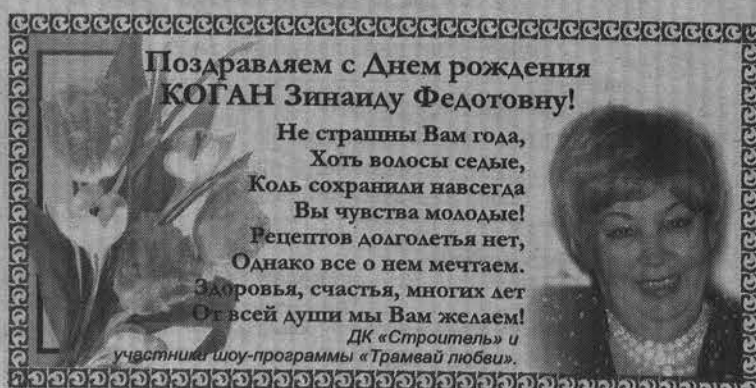 Поздравляем с Днем рождения
КОГАН Зинаиду Федотовну!
Не страшны Вам года,
Хоть волосы седые,
Коль сохранили навсегда
Вы чувства молодые!
Рецептов долголетья нет,
Однако все о нем мечтаем.
Здоровья, счастья, многих лет
От всей души мы Вам желаем!
ДК «Строитель» и
участники шоу-программы «Трамвай любви».